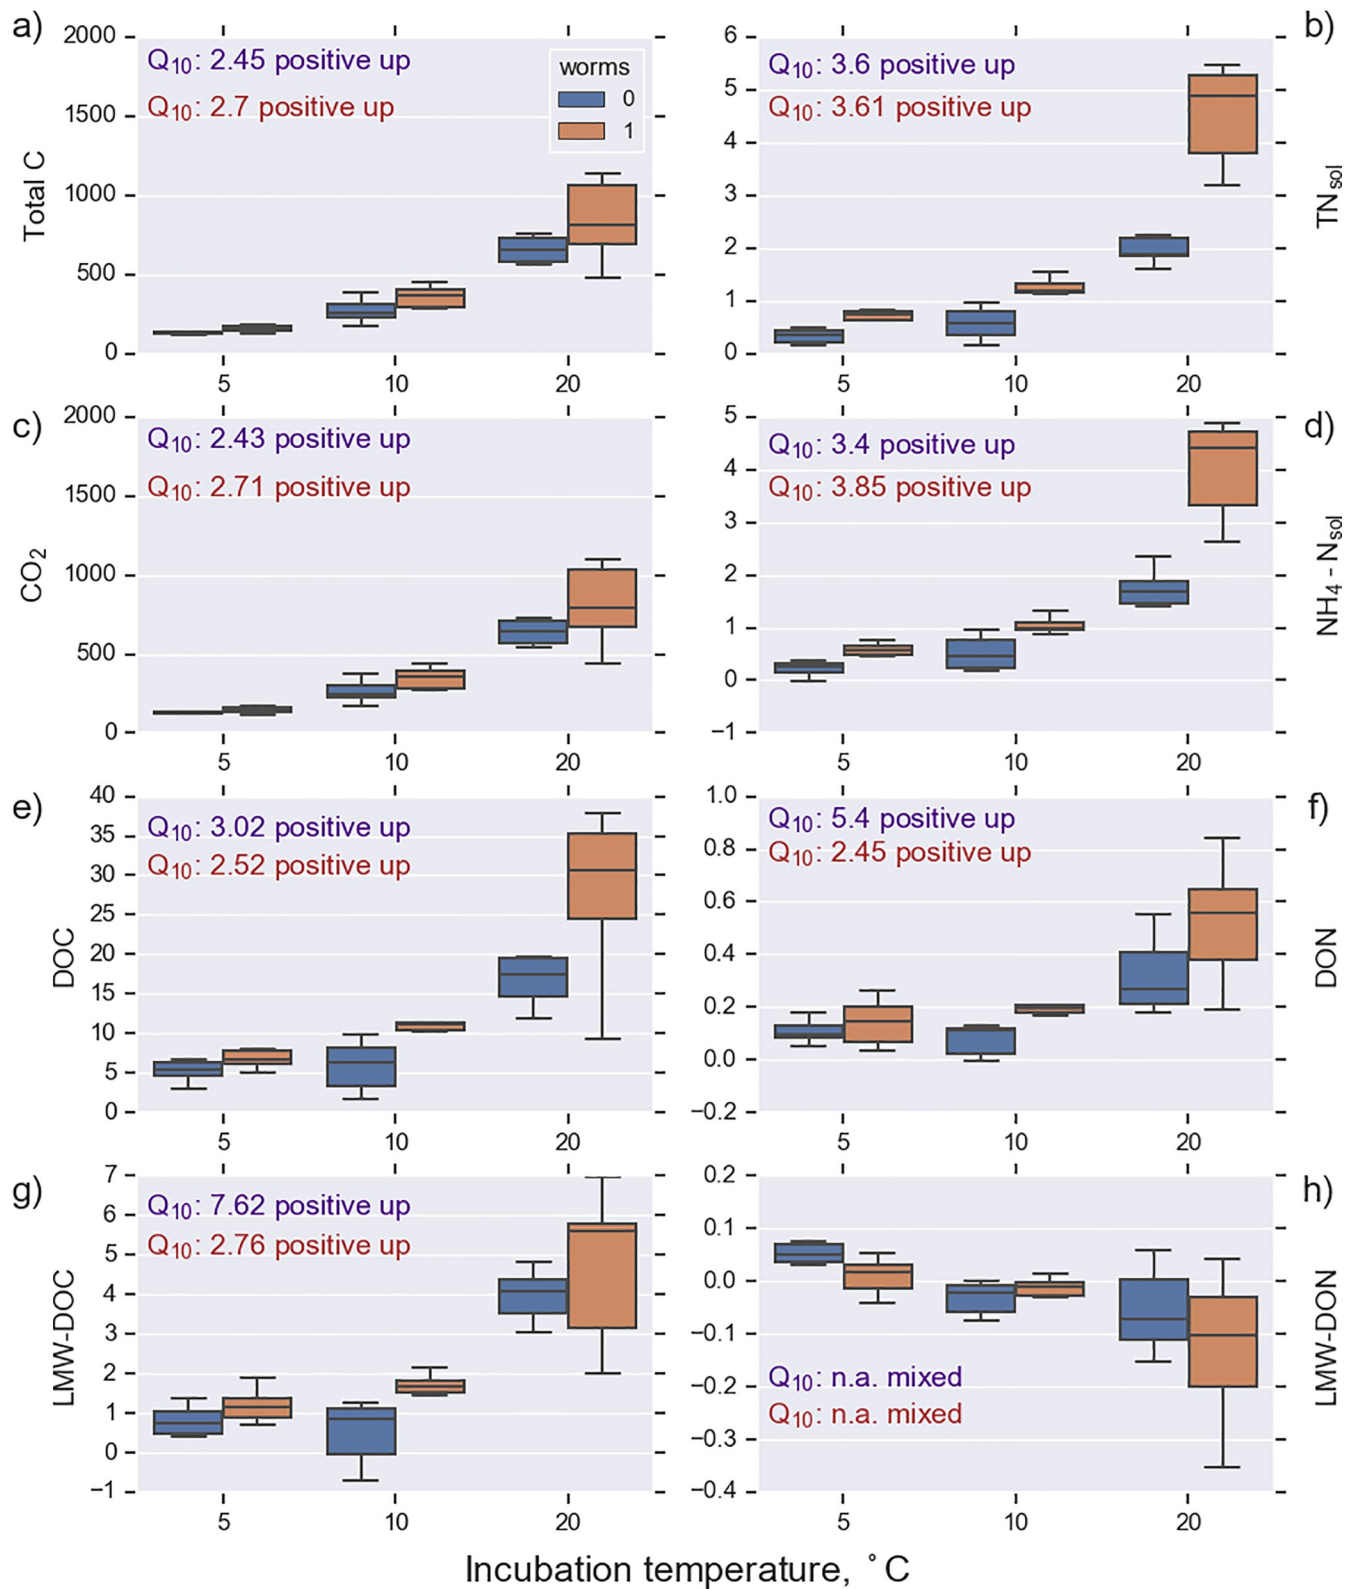 a)
2000
1500
1000
500
0
Total C
Q10: 2.45 positive up
Q10: 2.7 positive up
worms
0
1
5 10 20
b)
6
5
4
3
2
1
0
TNsol
Q10: 3.6 positive up
Q10: 3.61 positive up
5 10 20
c)
2000
1500
1000
500
0
CO2
Q10: 2.43 positive up
Q10: 2.71 positive up
5 10 20
d)
5
4
3
2
1
0
−1
NH4 - Nsol
Q10: 3.4 positive up
Q10: 3.85 positive up
5 10 20
e)
40
35
30
25
20
15
10
5
0
DOC
Q10: 3.02 positive up
Q10: 2.52 positive up
5 10 20
f)
1.0
0.8
0.6
0.4
0.2
0.0
−0.2
DON
Q10: 5.4 positive up
Q10: 2.45 positive up
5 10 20
g)
7
6
5
4
3
2
1
0
−1
LMW-DOC
Q10: 7.62 positive up
Q10: 2.76 positive up
5 10 20
h)
0.2
0.1
0.0
−0.1
−0.2
−0.3
−0.4
LMW-DON
Q10: n.a. mixed
Q10: n.a. mixed
5 10 20
Incubation temperature, °C